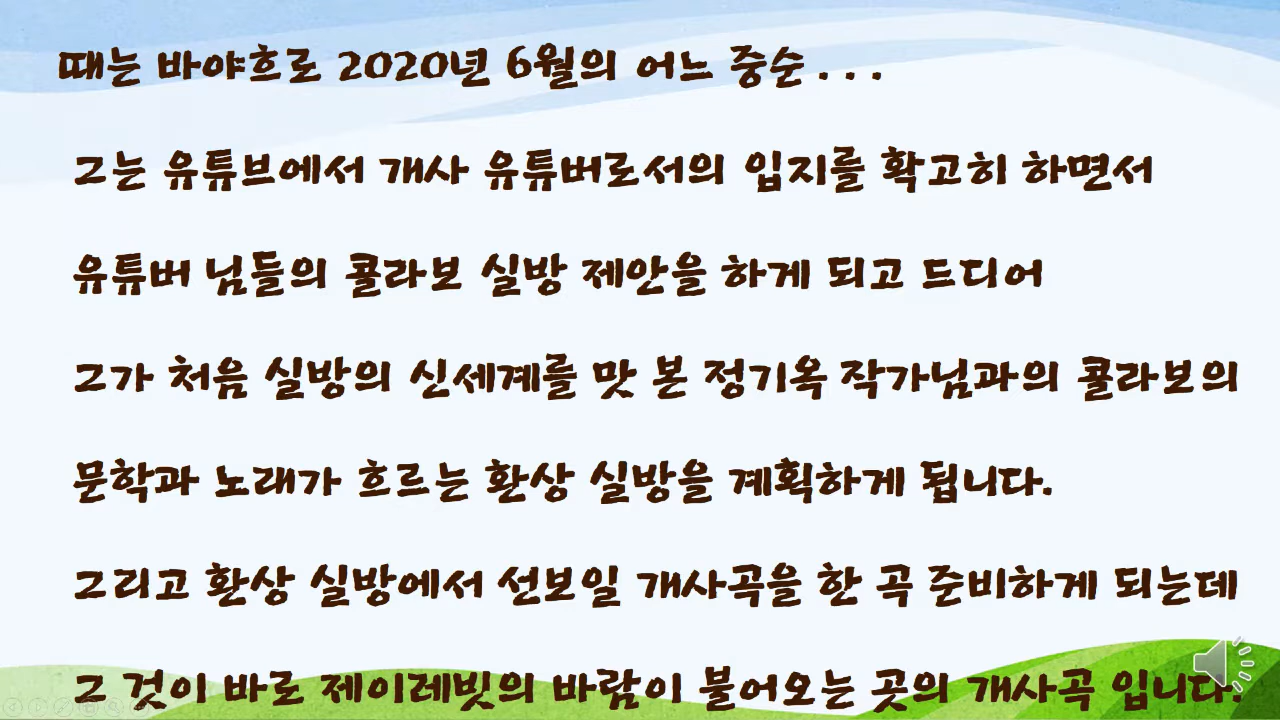 때는 바야흐로 2020년 6월의 어느 중순 . . .
그는 유튜브에서 개사 유튜버로서의 입지를 확고히 하면서
유튜버 님들의 콜라보 실방 제안을 하게 되고 드디어
그가 처음 실방의 신세계를 맛 본 정기옥 작가님과의 콜라보의
문학과 노래가 흐르는 환상 실방을 계획하게 됩니다.
그리고 환상 실방에서 선보일 개사곡을 한 곡 준비하게 되는데
그 것이 바로 제이레빗의 바람이 불어오는 곳의 개사곡 입니다.